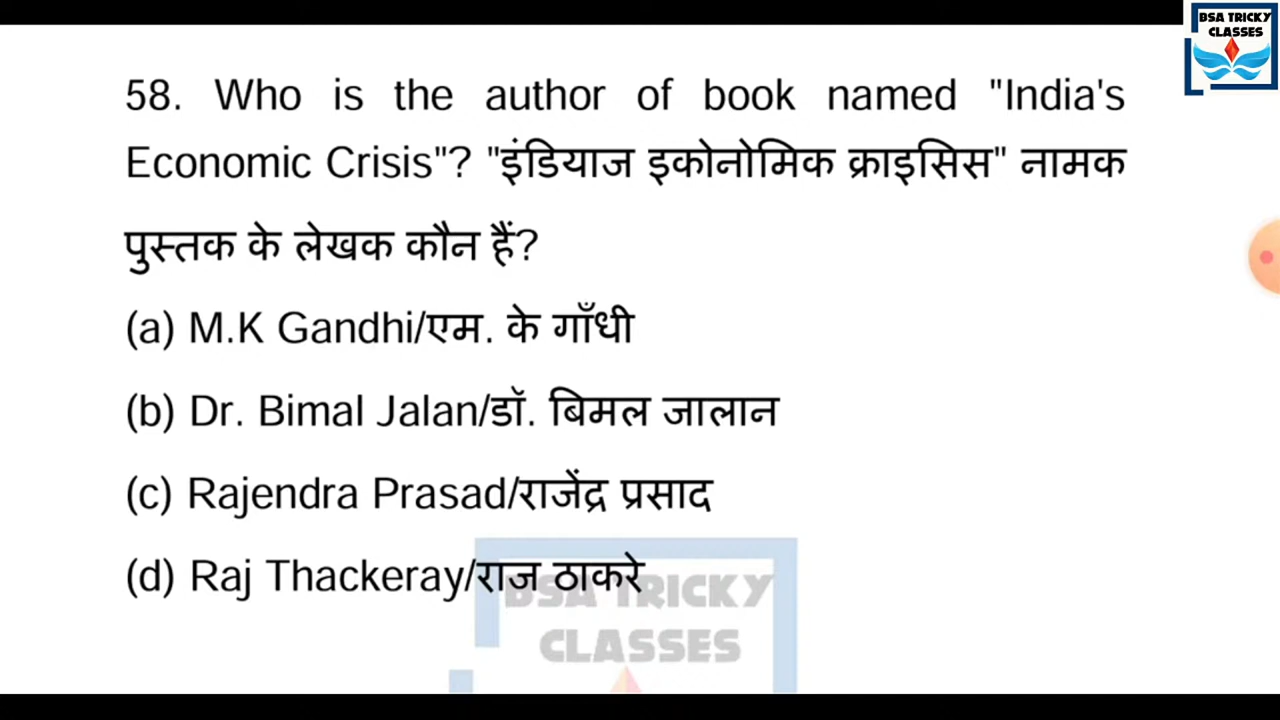 BSA TRICKY
CLASSES
58. Who is the author of book named "India's
Economic Crisis"? "इंडियाज इकोनोमिक क्राइसिस" नामक
पुस्तक के लेखक कौन हैं?
(a) M.K Gandhi/एम. के गाँधी
(b) Dr. Bimal Jalan/डॉ. बिमल जालान
(c) Rajendra Prasad/राजेंद्र प्रसाद
(d) Raj Thackeray/राज ठाकरे
BSA TRICKY
CLASSES